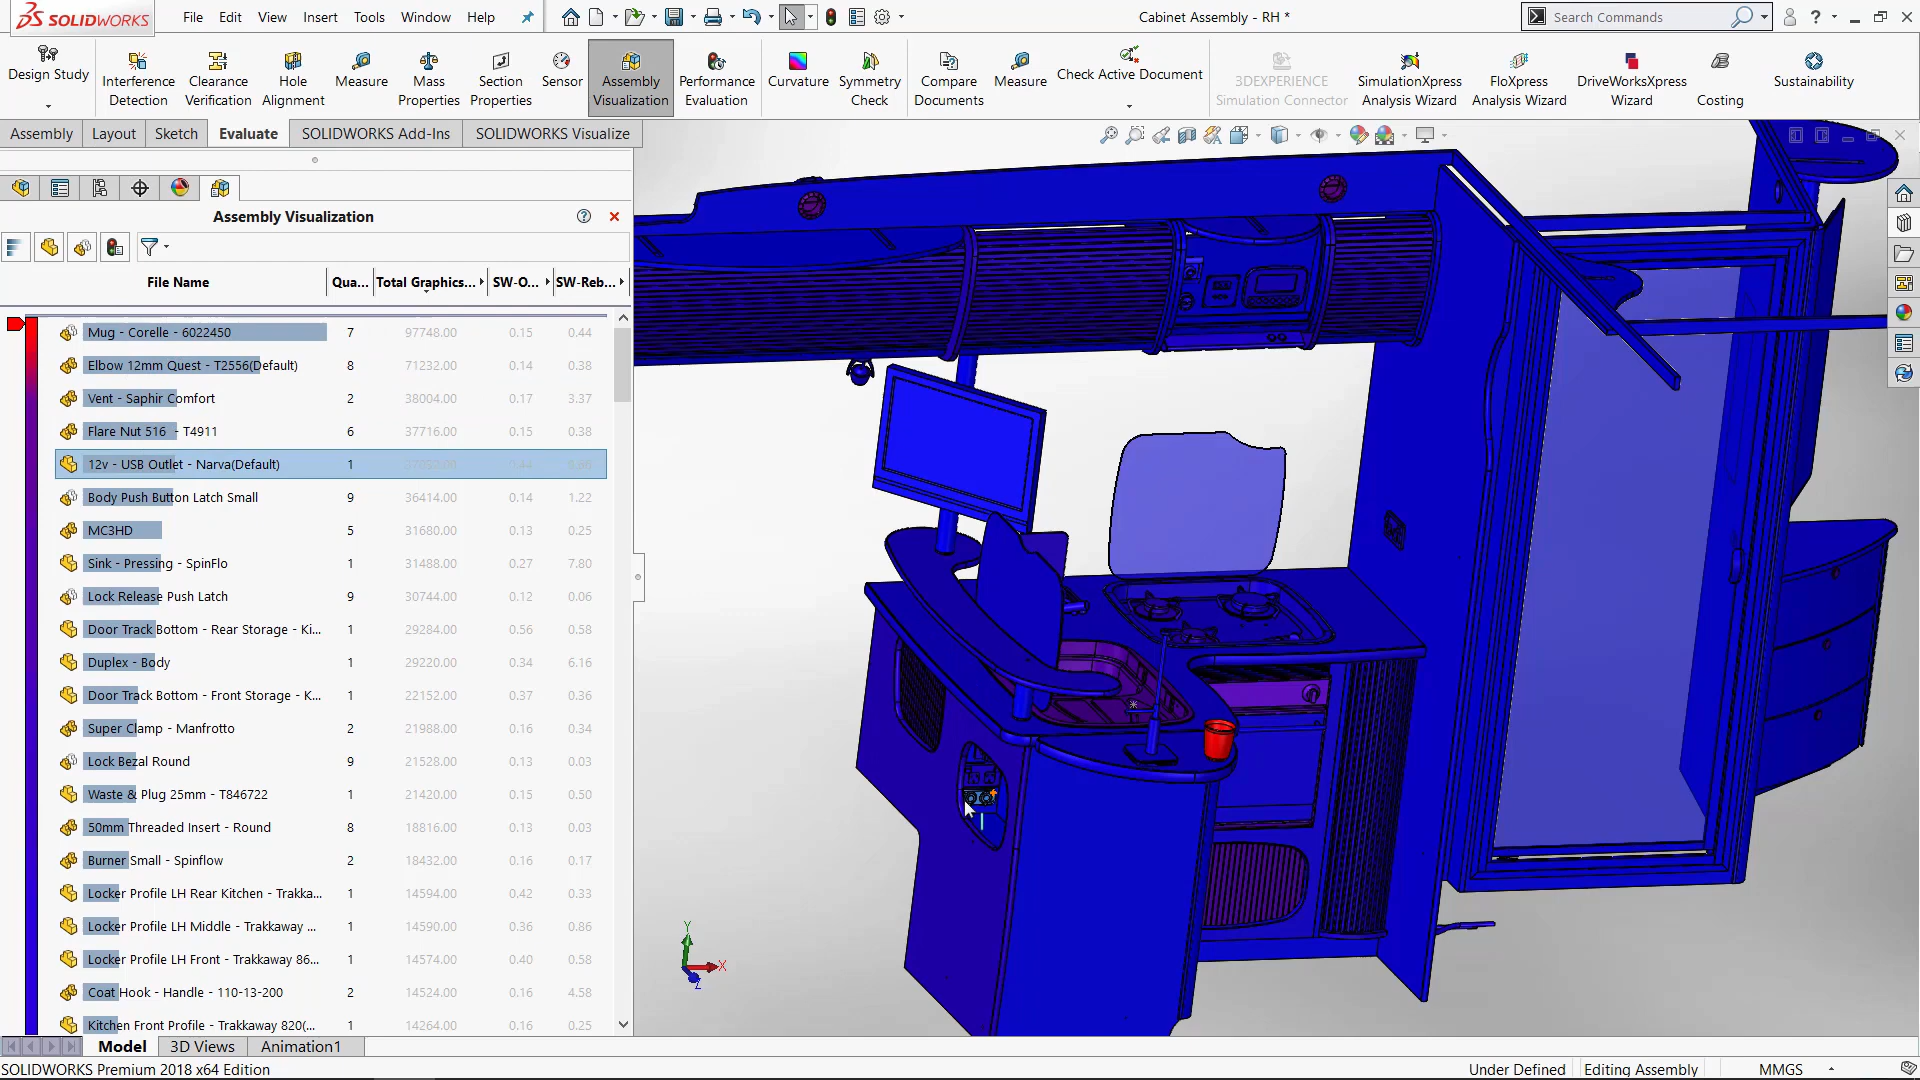 SOLIDWORKS
File Edit View Insert Tools Window Help
Cabinet Assembly - RH *
Search Commands
Design Study
Interference Detection
Clearance Verification
Hole Alignment
Measure
Mass Properties
Section Properties
Sensor
Assembly Visualization
Performance Evaluation
Curvature
Symmetry Check
Compare Documents
Measure
Check Active Document
3DEXPERIENCE Simulation Connector
SimulationXpress Analysis Wizard
FloXpress Analysis Wizard
DriveWorksXpress Wizard
Costing
Sustainability
Assembly Layout Sketch Evaluate SOLIDWORKS Add-Ins SOLIDWORKS Visualize
Assembly Visualization
File Name Qua... Total Graphics... SW-O... SW-Reb...
Mug - Corelle - 6022450 7 97748.00 0.15 0.44
Elbow 12mm Quest - T2556(Default) 8 71232.00 0.14 0.38
Vent - Saphir Comfort 2 38004.00 0.17 3.37
Flare Nut 516 - T4911 6 37716.00 0.15 0.38
12v - USB Outlet - Narva(Default) 1
Body Push Button Latch Small 9 36414.00 0.14 1.22
MC3HD 5 31680.00 0.13 0.25
Sink - Pressing - SpinFlo 1 31488.00 0.27 7.80
Lock Release Push Latch 9 30744.00 0.12 0.06
Door Track Bottom - Rear Storage - Ki... 1 29284.00 0.56 0.58
Duplex - Body 1 29220.00 0.34 6.16
Door Track Bottom - Front Storage - K... 1 22152.00 0.37 0.36
Super Clamp - Manfrotto 2 21988.00 0.16 0.34
Lock Bezal Round 9 21528.00 0.13 0.03
Waste & Plug 25mm - T846722 1 21420.00 0.15 0.50
50mm Threaded Insert - Round 8 18816.00 0.13 0.03
Burner Small - Spinflow 2 18432.00 0.16 0.17
Locker Profile LH Rear Kitchen - Trakka... 1 14594.00 0.42 0.33
Locker Profile LH Middle - Trakkaway ... 1 14590.00 0.36 0.86
Locker Profile LH Front - Trakkaway 86... 1 14574.00 0.40 0.58
Coat Hook - Handle - 110-13-200 2 14524.00 0.16 4.58
Kitchen Front Profile - Trakkaway 820(... 1 14264.00 0.16 0.25
Y
X
Z
Model 3D Views Animation1
SOLIDWORKS Premium 2018 x64 Edition
Under Defined Editing Assembly MMGS